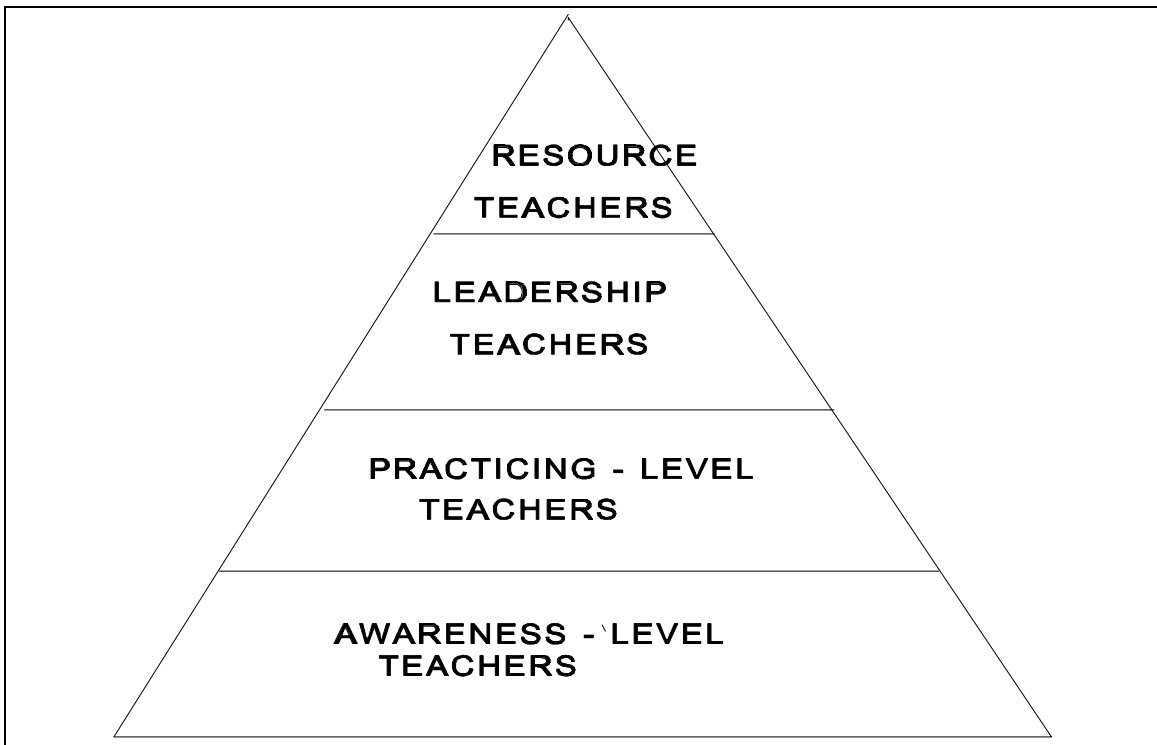 RESOURCE
TEACHERS
LEADERSHIP
TEACHERS
PRACTICING - LEVEL
TEACHERS
AWARENESS - LEVEL
TEACHERS